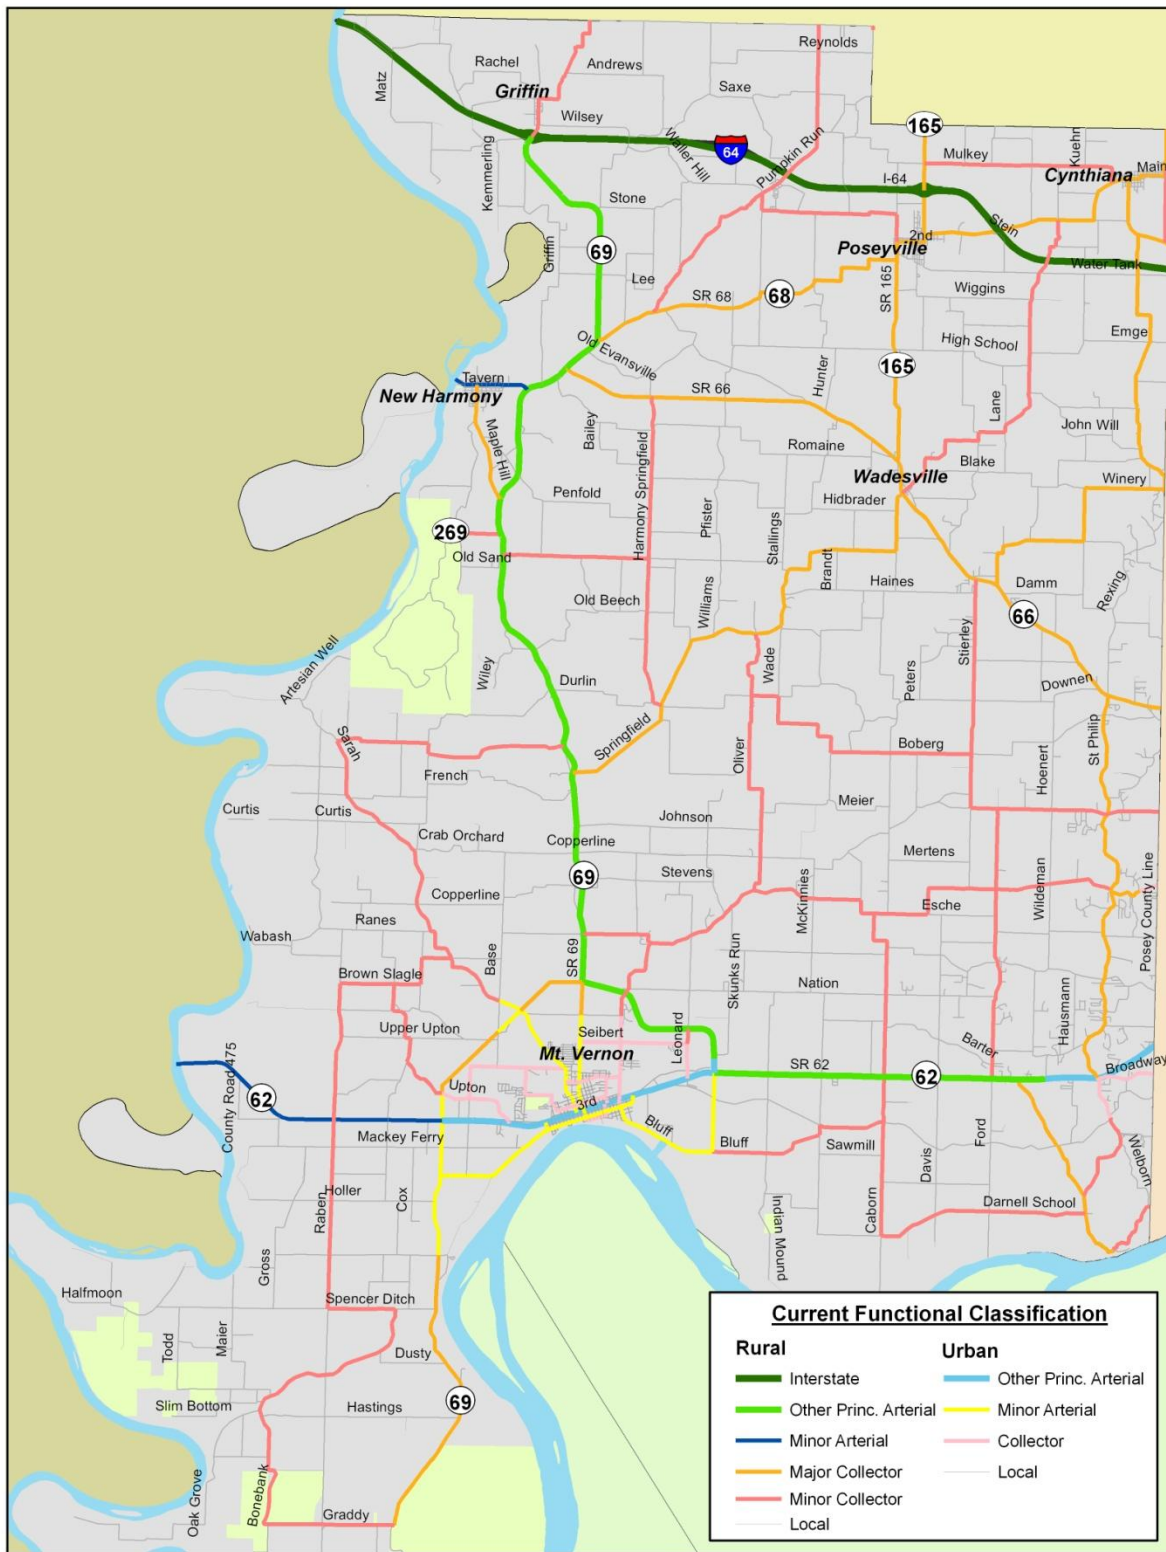 Reynolds
Rachel
Andrews
Matz
Saxe
Griffin
Wilsey
165
Kuehn
64
Waller Hill
Mulkey
Pumpkin Run
Cynthiana
Main
I-64
Kemmerling
Stone
Stein
2nd
69
Griffin
Poseyville
Water Tank
Lee
SR 68
68
SR 165
Wiggins
Old Evansville
High School
Emge
Tavern
165
Hunter
New Harmony
SR 66
Lane
Maple Hill
Bailey
Harmony Springfield
Romaine
John Will
Wadesville
Blake
Winery
Penfold
Pfister
Hidbrader
269
Stallings
Old Sand
Brandt
Haines
Damm
Rexing
Old Beech
Williams
66
Stierley
Artesian Well
Wiley
Wade
Durlin
Peters
Downen
Sarah
Springfield
Oliver
Boberg
St Philip
Hoenert
French
Curtis
Curtis
Meier
Johnson
Crab Orchard
Copperline
Mertens
69
Stevens
Copperline
McKinnies
Esche
Wildeman
Posey County Line
Ranes
Wabash
SR 69
Base
Skunks Run
Brown Slagle
Nation
Hausmann
Upper Upton
Seibert
Leonard
Barter
Mt. Vernon
SR 62
62
Broadway
County Road 475
62
Upton
3rd
Mackey Ferry
Bluff
Bluff
Sawmill
Ford
Davis
Welborn
Holler
Raben
Cox
Caborn
Darnell School
Indian Mound
Gross
Halfmoon
Spencer Ditch
Todd
Maier
Dusty
69
Slim Bottom
Hastings
Oak Grove
Bonebank
Graddy
Current Functional Classification
Rural
Urban
Interstate
Other Princ. Arterial
Other Princ. Arterial
Minor Arterial
Minor Arterial
Collector
Major Collector
Local
Minor Collector
Local